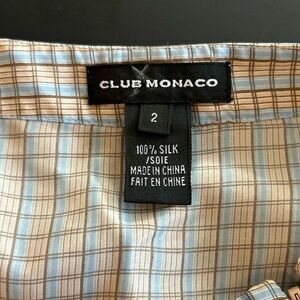 CLUB MONACO
2
100% SILK
/SOIE
MADE IN CHINA
FAIT EN CHINE